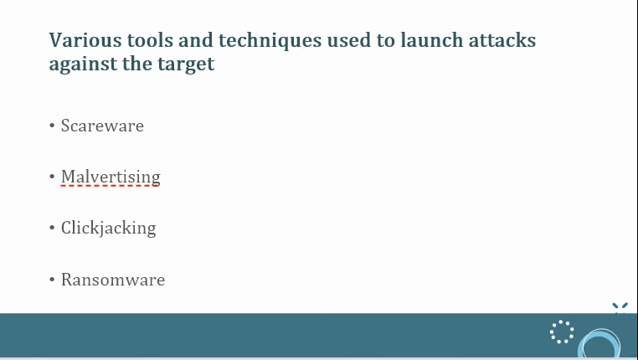 Various tools and techniques used to launch attacks
against the target
• Scareware
• Malvertising
• Clickjacking
• Ransomware